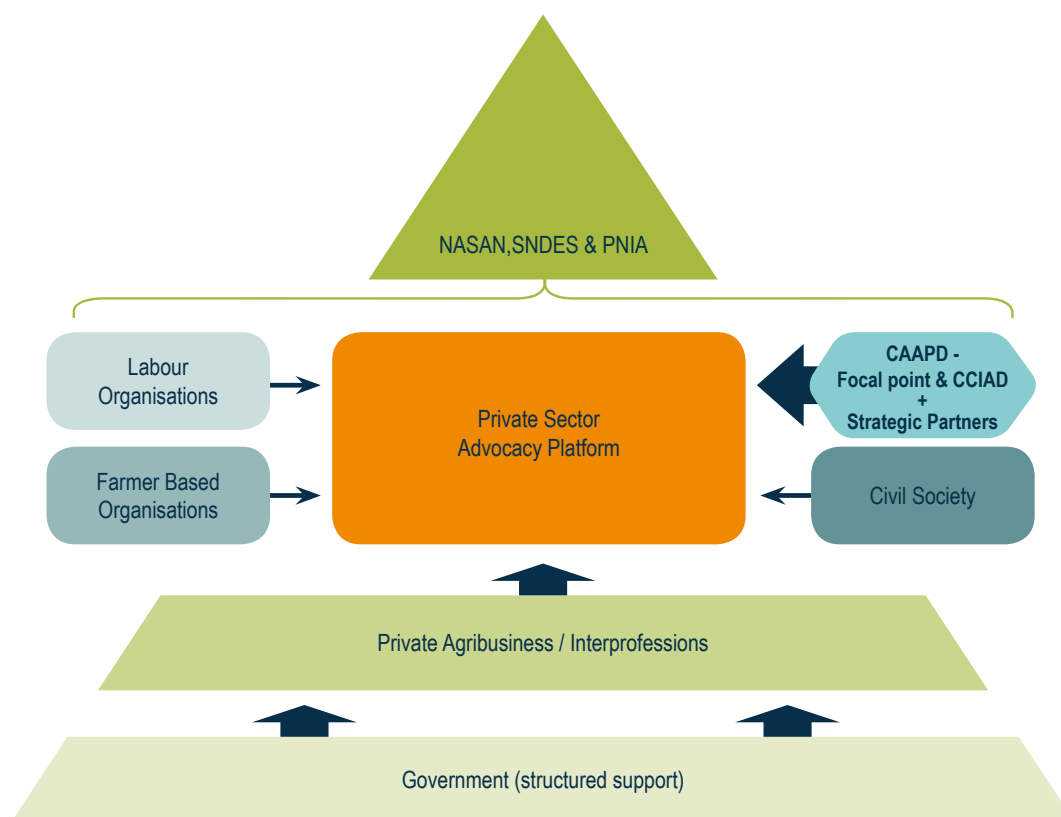 NASAN,SNDES & PNIA
Labour
Organisations
Private Sector
Advocacy Platform
CAAPD -
Focal point & CCIAD
+
Strategic Partners
Farmer Based
Organisations
Civil Society
Private Agribusiness / Interprofessions
Government (structured support)